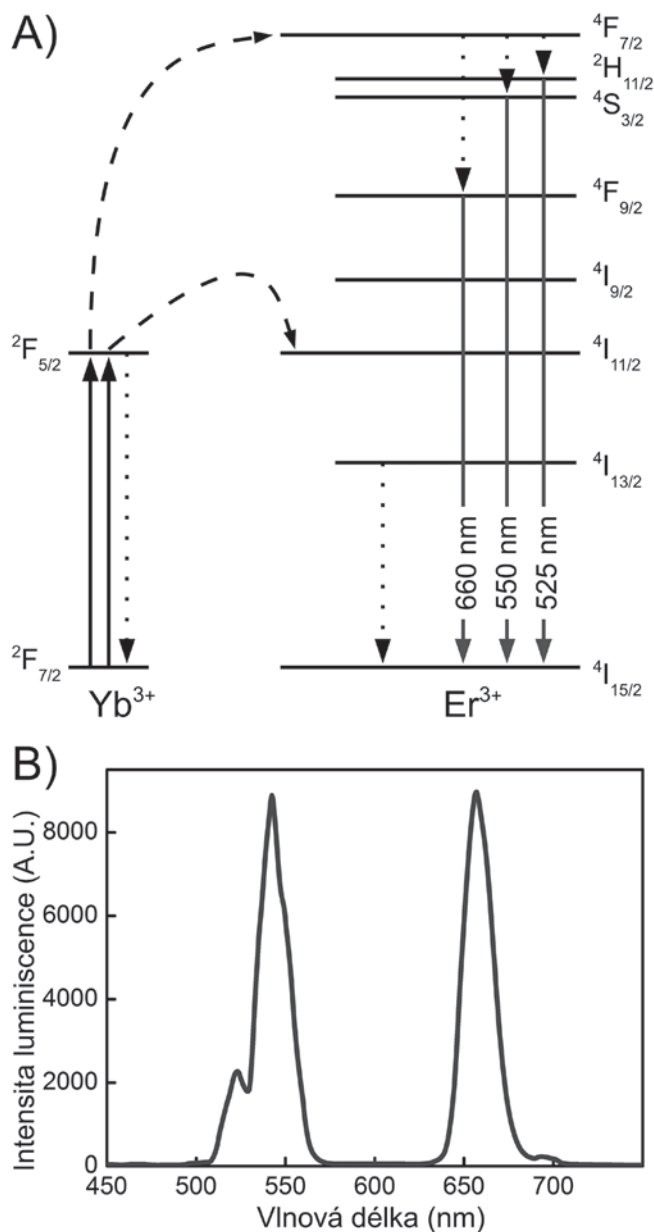 A)
⁴F₇/₂
²H₁₁/₂
⁴S₃/₂
⁴F₉/₂
⁴I₉/₂
²F₅/₂
⁴I₁₁/₂
⁴I₁₃/₂
660 nm
550 nm
525 nm
²F₇/₂
⁴I₁₅/₂
Yb³⁺
Er³⁺
B)
Intensita luminiscence (A.U.)
8000
6000
4000
2000
0
450 500 550 600 650 700
Vlnová délka (nm)